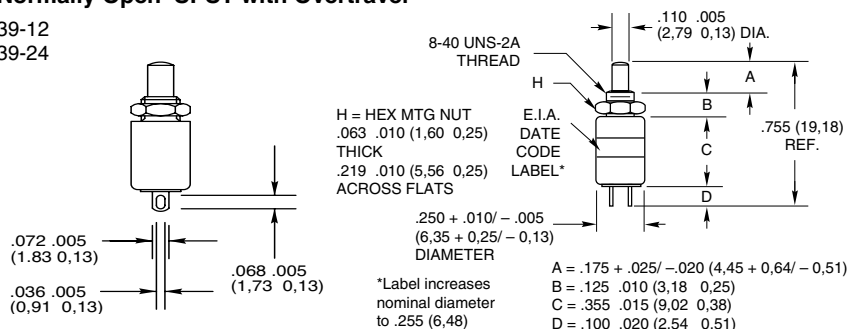 Normally Open SPST with Overtravel
39-12
39-24
.072 .005
(1.83 0,13)
.036 .005
(0,91 0,13)
.068 .005
(1,73 0,13)
H = HEX MTG NUT
.063 .010 (1,60 0,25)
THICK
.219 .010 (5,56 0,25)
ACROSS FLATS
8-40 UNS-2A
THREAD
H
E.I.A.
DATE
CODE
LABEL*
.110 .005
(2,79 0,13) DIA.
A
B
C
D
.755 (19,18)
REF.
.250 + .010/ – .005
(6,35 + 0,25/ – 0,13)
DIAMETER
*Label increases
nominal diameter
to .255 (6,48)
A = .175 + .025/ –.020 (4,45 + 0,64/ – 0,51)
B = .125 .010 (3,18 0,25)
C = .355 .015 (9,02 0,38)
D = .100 .020 (2,54 0,51)